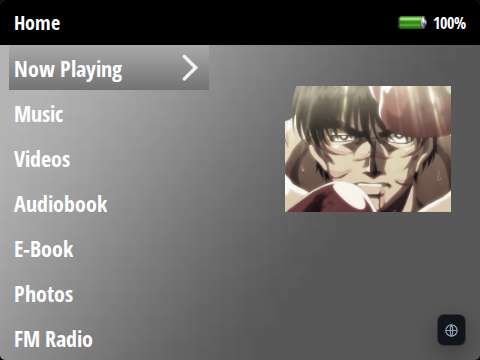 Home
100%
Now Playing
Music
Videos
Audiobook
E-Book
Photos
FM Radio